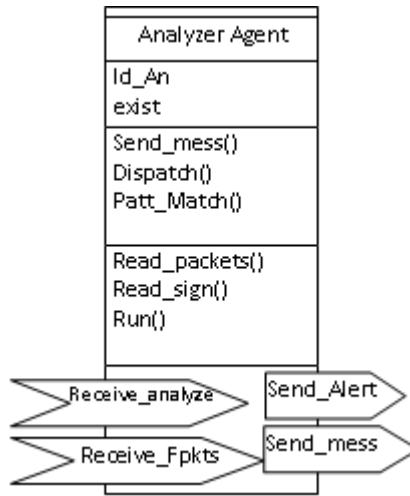 Analyzer Agent
Id_An
exist
Send_mess()
Dispatch()
Patt_Match()
Read_packets()
Read_sign()
Run()
Receive_analyze
Send_Alert
Receive_Fpkts
Send_mess